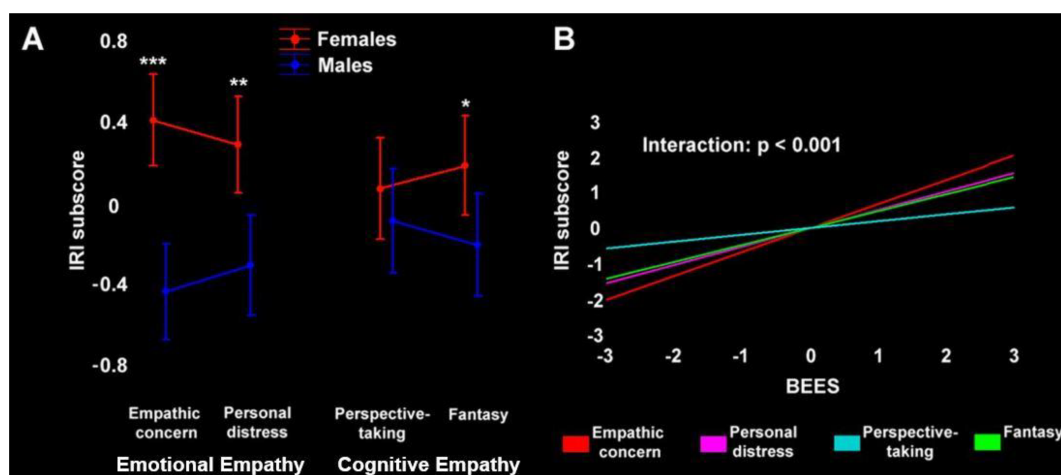 A
0.8
0.4
0
-0.4
-0.8
IRI subscore
Females
Males
***
**
*
Empathic
concern
Personal
distress
Perspective-
taking
Fantasy
Emotional Empathy
Cognitive Empathy
B
3
2
1
0
-1
-2
-3
IRI subscore
Interaction: p < 0.001
-3
-2
-1
0
1
2
3
BEES
Empathic
concern
Personal
distress
Perspective-
taking
Fantasy